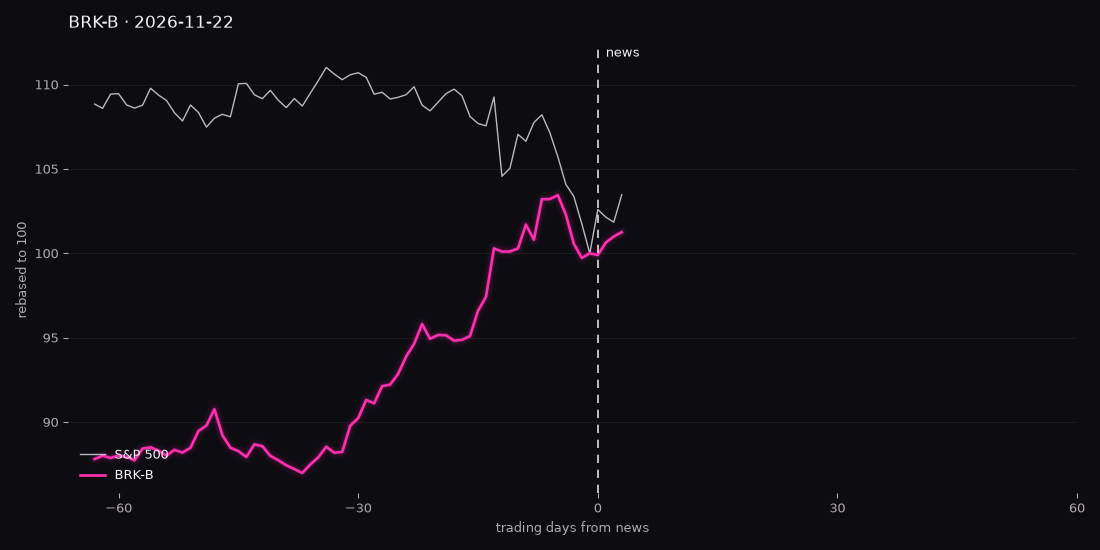 BRK-B · 2026-11-22
news
110
105
100
95
90
rebased to 100
S&P 500
BRK-B
−60
−30
0
30
60
trading days from news